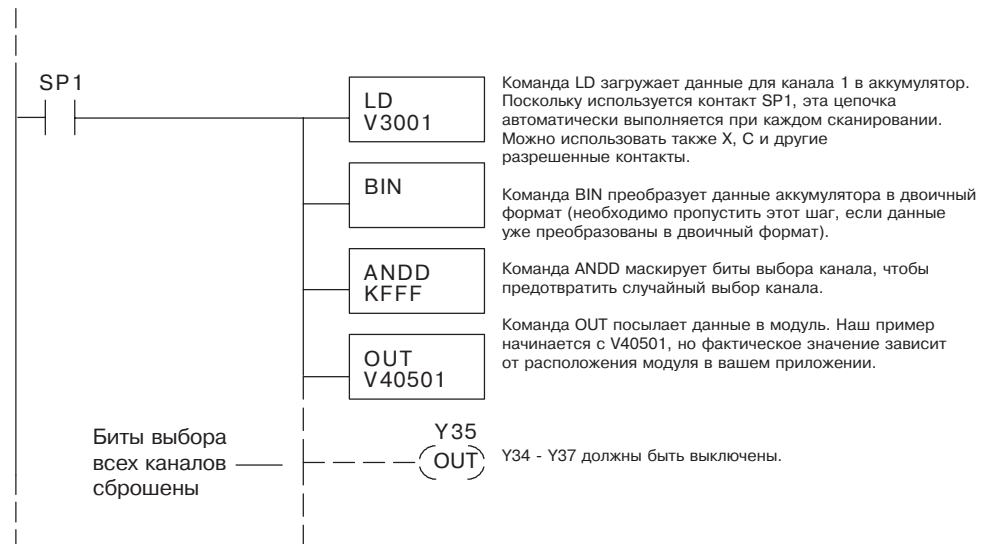 SP1
LD
V3001
Команда LD загружает данные для канала 1 в аккумулятор.
Поскольку используется контакт SP1, эта цепочка
автоматически выполняется при каждом сканировании.
Можно использовать также X, C и другие
разрешенные контакты.
BIN
Команда BIN преобразует данные аккумулятора в двоичный
формат (необходимо пропустить этот шаг, если данные
уже преобразованы в двоичный формат).
ANDD
KFFF
Команда ANDD маскирует биты выбора канала, чтобы
предотвратить случайный выбор канала.
OUT
V40501
Команда OUT посылает данные в модуль. Наш пример
начинается с V40501, но фактическое значение зависит
от расположения модуля в вашем приложении.
Биты выбора
всех каналов
сброшены
Y35
OUT
Y34 - Y37 должны быть выключены.